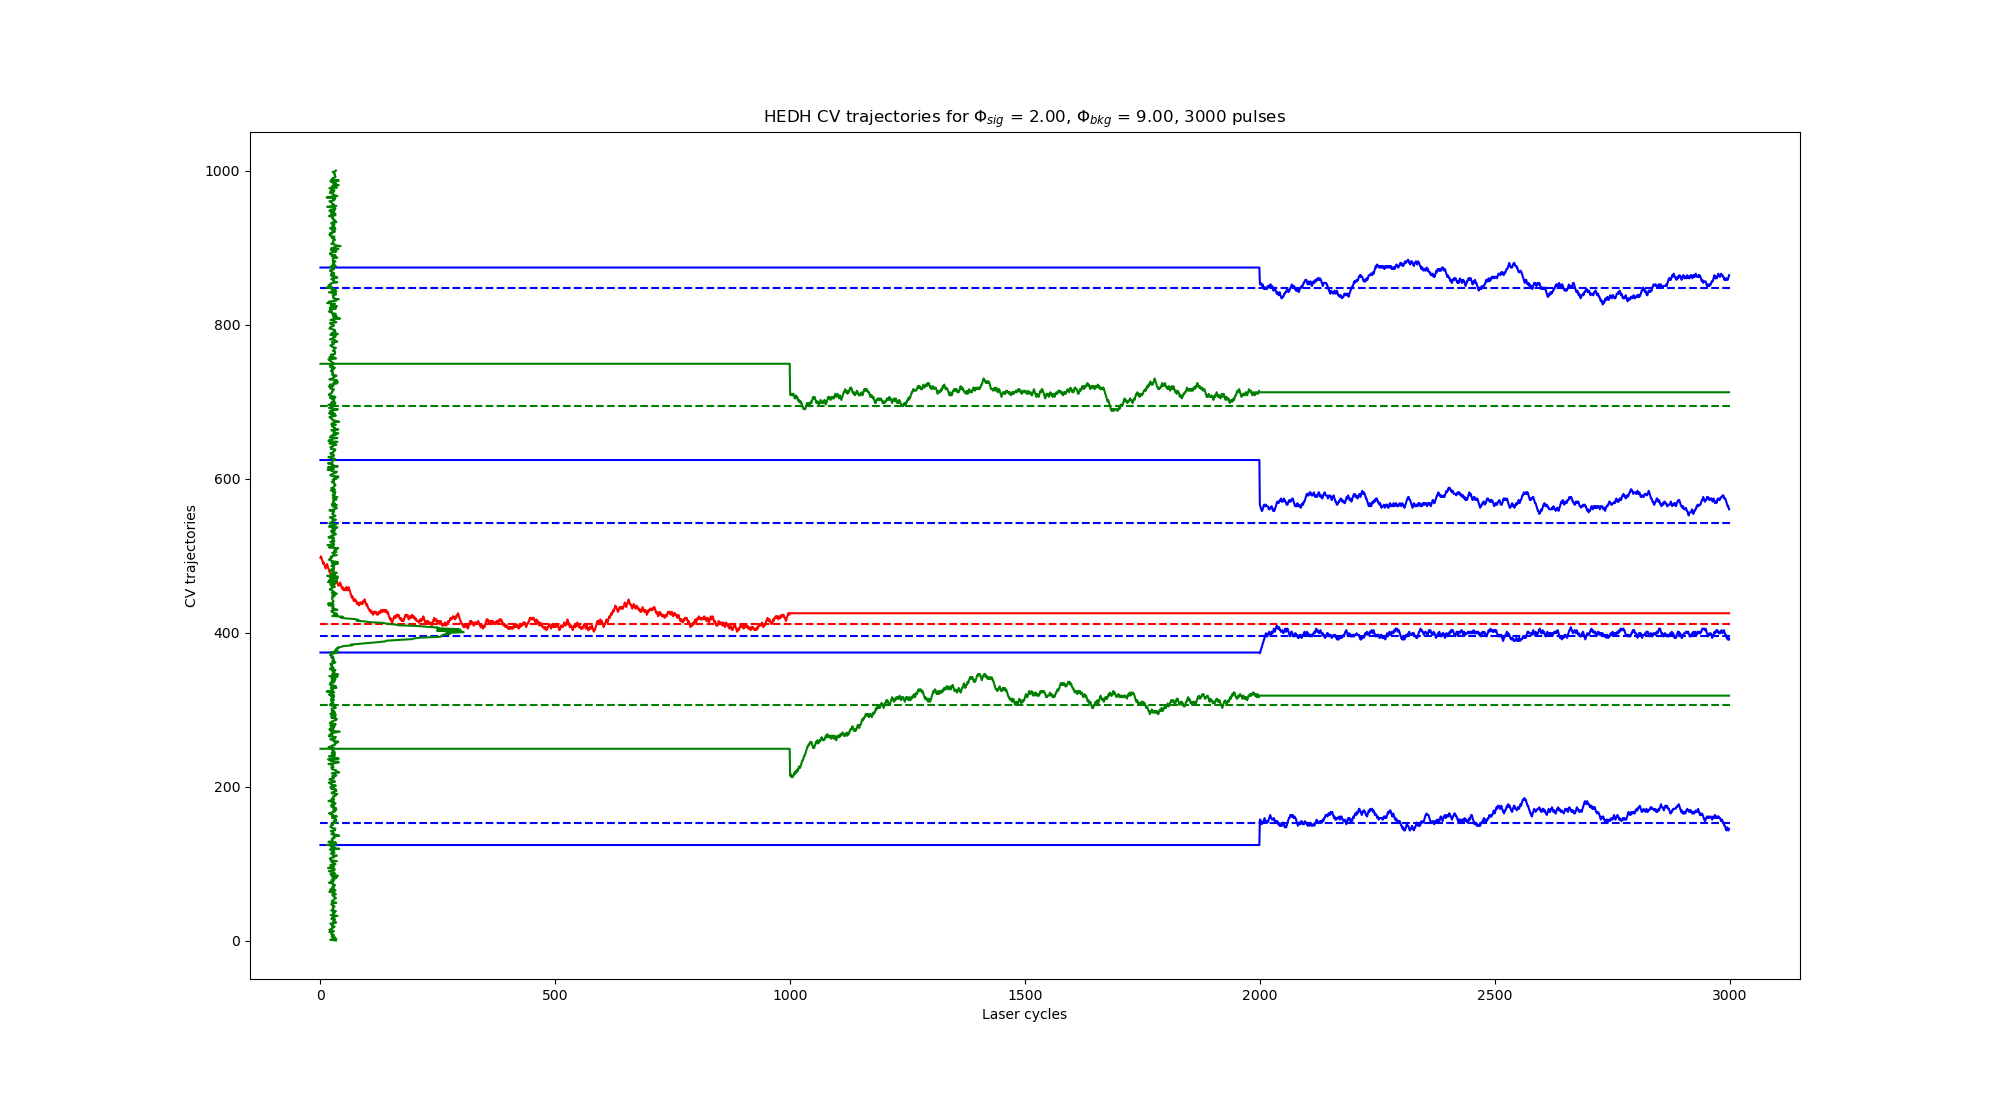 HEDH CV trajectories for Φsig = 2.00, Φbkg = 9.00, 3000 pulses
1000
800
600
400
200
0
CV trajectories
0 500 1000 1500 2000 2500 3000
Laser cycles